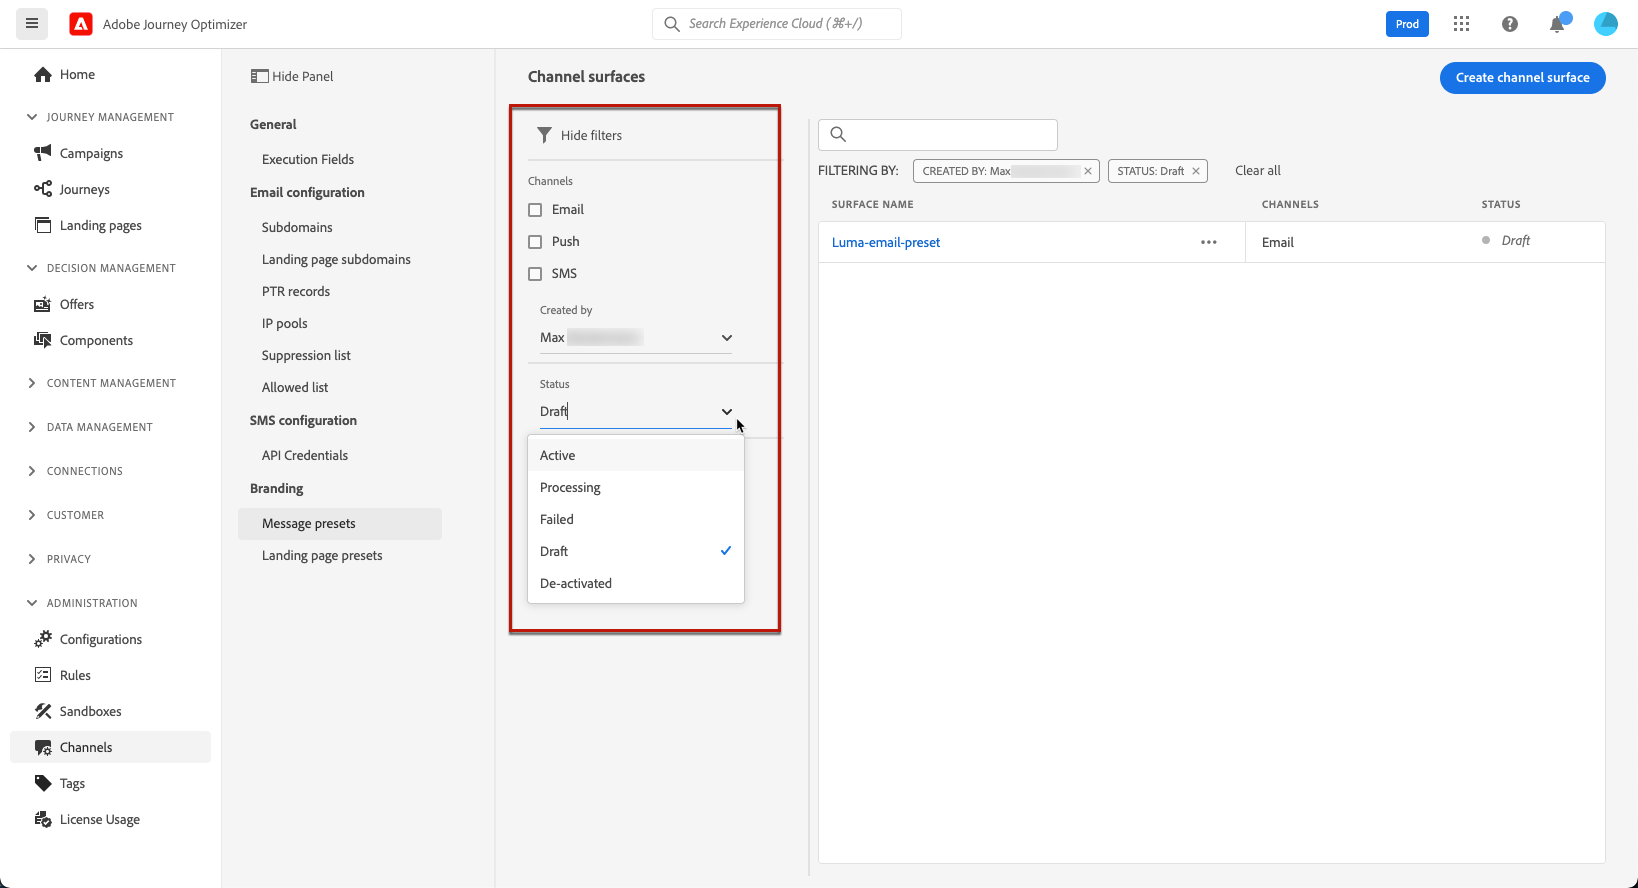 Adobe Journey Optimizer
Search Experience Cloud (⌘+/)
Prod
Home
JOURNEY MANAGEMENT
Campaigns
Journeys
Landing pages
DECISION MANAGEMENT
Offers
Components
CONTENT MANAGEMENT
DATA MANAGEMENT
CONNECTIONS
CUSTOMER
PRIVACY
ADMINISTRATION
Configurations
Rules
Sandboxes
Channels
Tags
License Usage
Hide Panel
General
Execution Fields
Email configuration
Subdomains
Landing page subdomains
PTR records
IP pools
Suppression list
Allowed list
SMS configuration
API Credentials
Branding
Message presets
Landing page presets
Channel surfaces
Create channel surface
Hide filters
Channels
Email
Push
SMS
Created by
Max
Status
Draft
Active
Processing
Failed
Draft
De-activated
FILTERING BY: CREATED BY: Max STATUS: Draft Clear all
SURFACE NAME CHANNELS STATUS
Luma-email-preset Email Draft